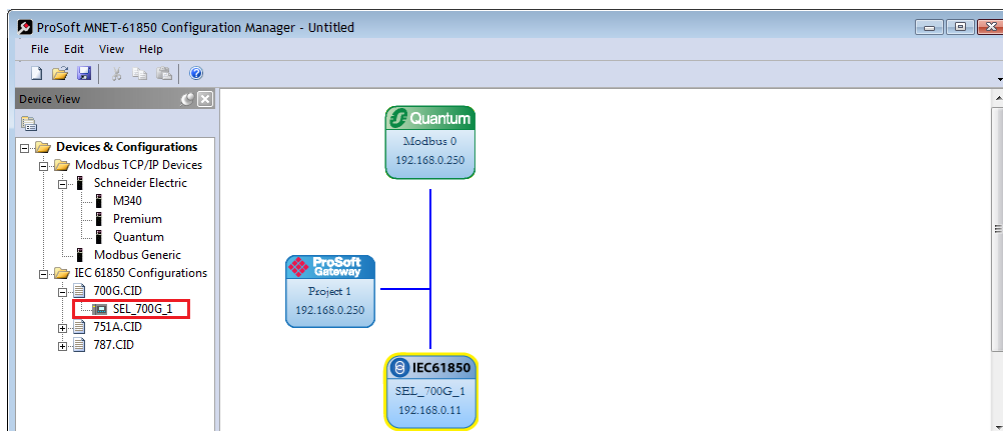 ProSoft MNET-61850 Configuration Manager - Untitled
File Edit View Help
Device View
Devices & Configurations
Modbus TCP/IP Devices
Schneider Electric
M340
Premium
Quantum
Modbus Generic
IEC 61850 Configurations
700G.CID
SEL_700G_1
751A.CID
787.CID
Quantum
Modbus 0
192.168.0.250
ProSoft
Gateway
Project 1
192.168.0.250
IEC61850
SEL_700G_1
192.168.0.11